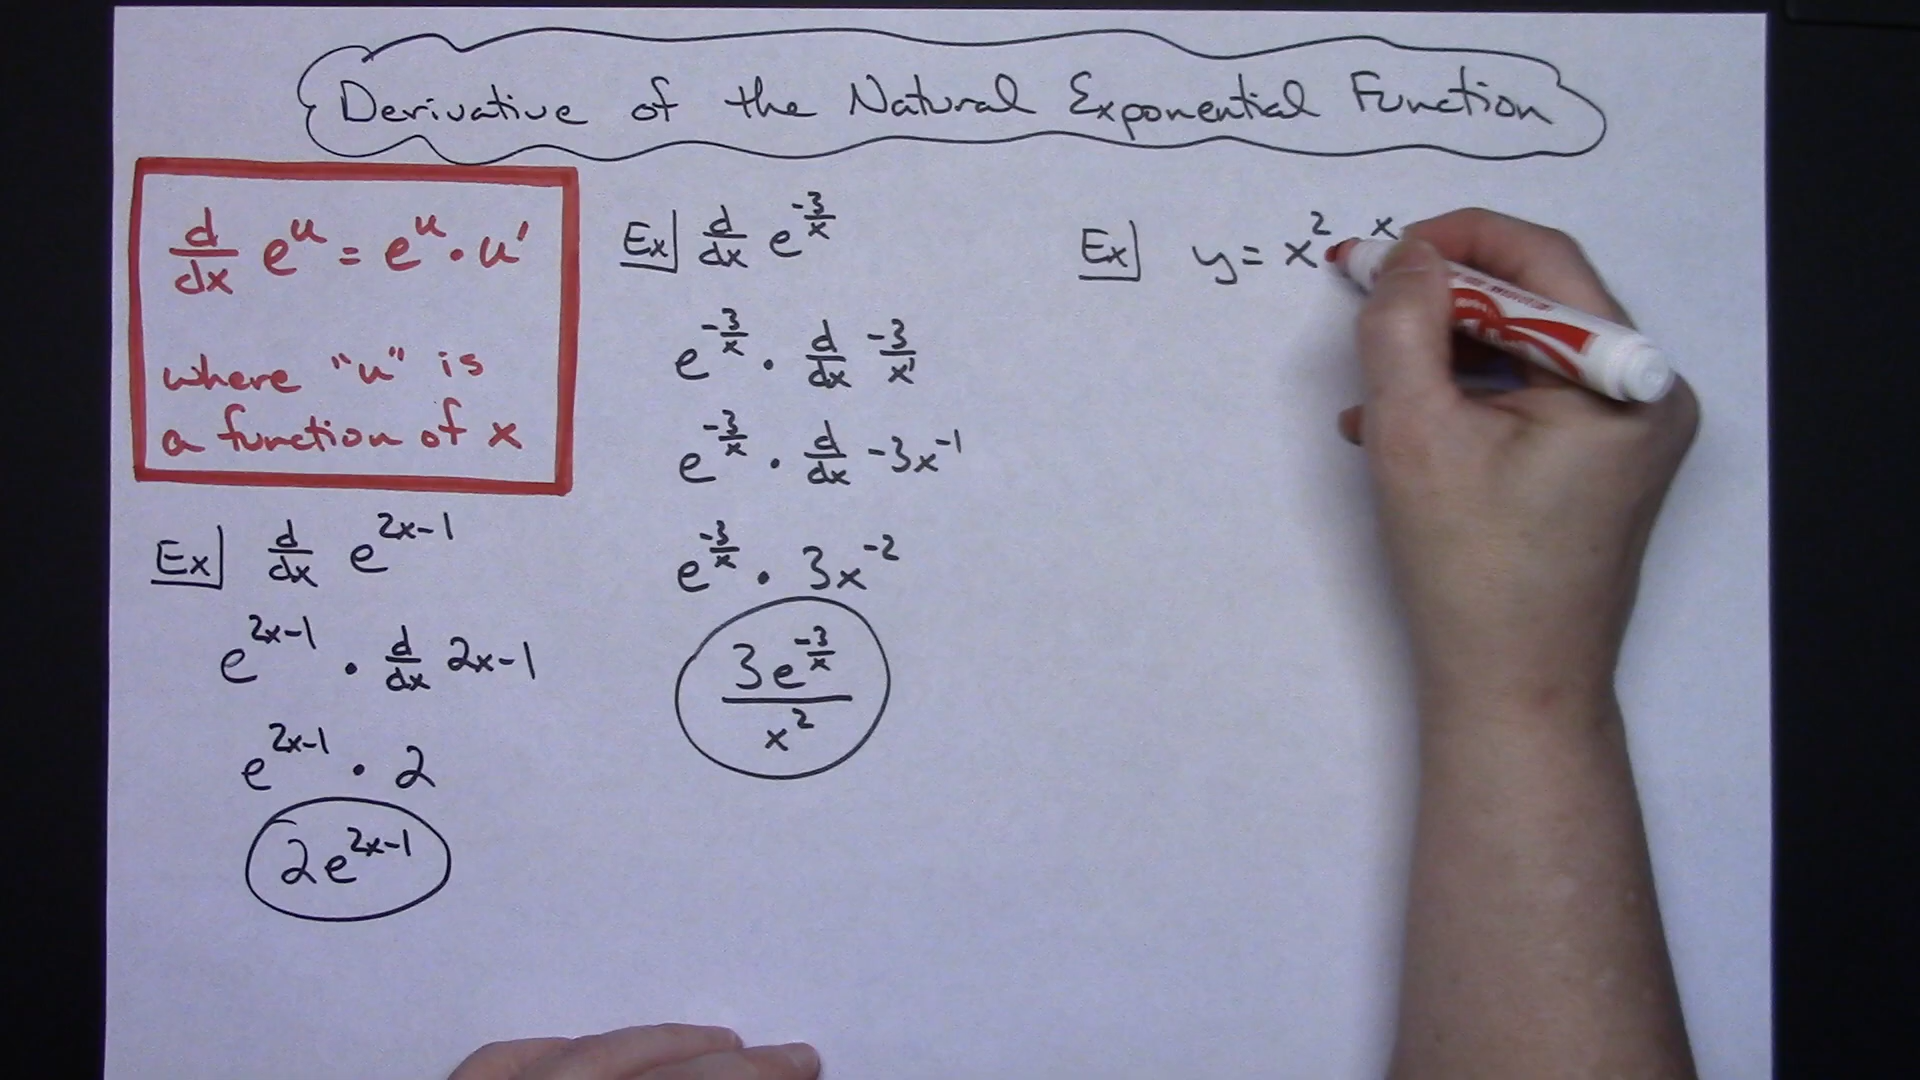 Derivative of the Natural Exponential Function
d/dx e^u = e^u · u'
where "u" is
a function of x
Ex d/dx e^(2x-1)
e^(2x-1) · d/dx 2x-1
e^(2x-1) · 2
2e^(2x-1)
Ex d/dx e^(-3/x)
e^(-3/x) · d/dx -3/x^1
e^(-3/x) · d/dx -3x^-1
e^(-3/x) · 3x^-2
3e^(-3/x) / x^2
Ex y = x^2 x